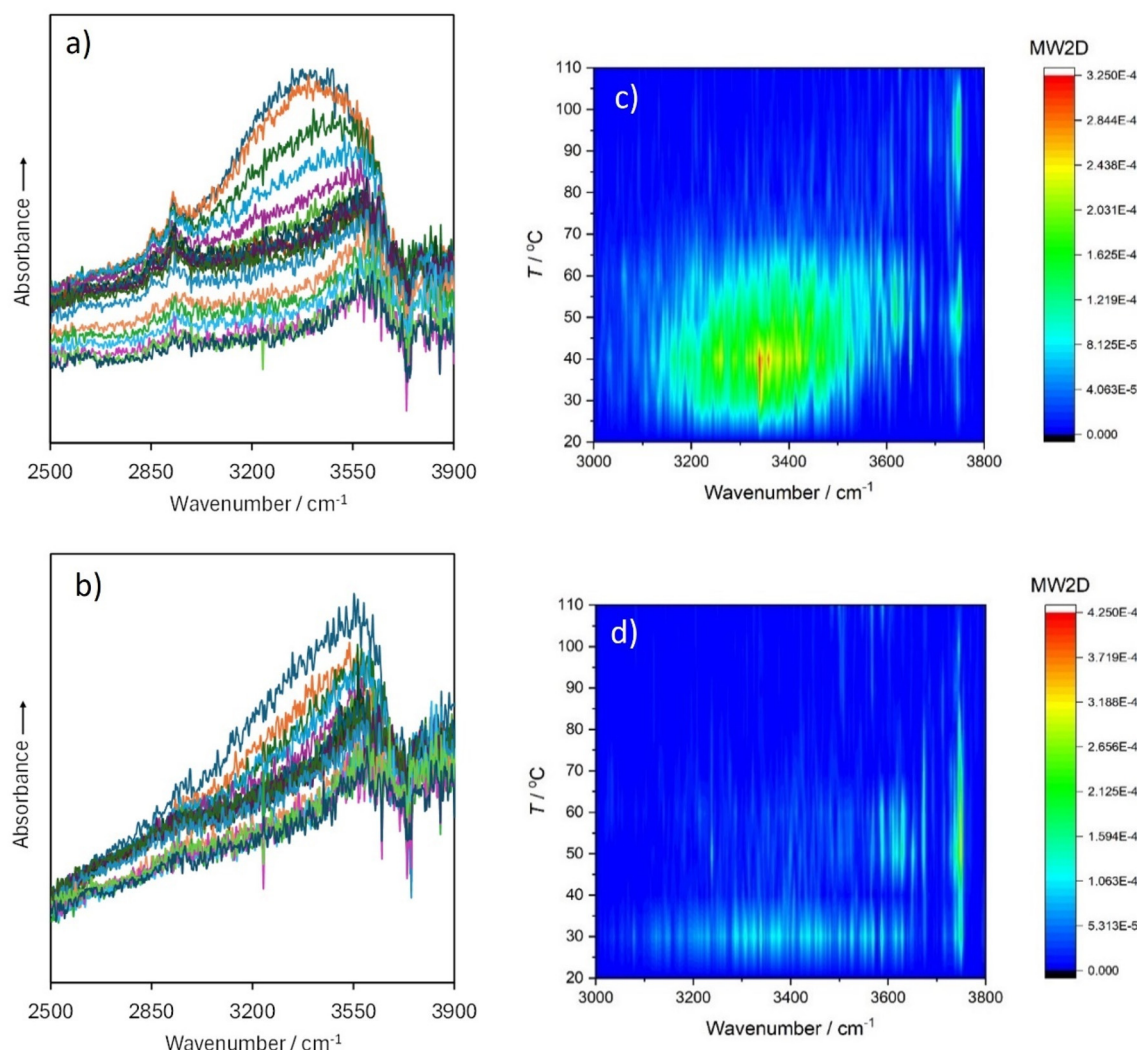 a)
Absorbance →
2500 2850 3200 3550 3900
Wavenumber / cm⁻¹
c)
T / °C
110
100
90
80
70
60
50
40
30
20
3000 3200 3400 3600 3800
Wavenumber / cm⁻¹
MW2D
3.250E-4
2.844E-4
2.438E-4
2.031E-4
1.625E-4
1.219E-4
8.125E-5
4.063E-5
0.000
b)
Absorbance →
2500 2850 3200 3550 3900
Wavenumber / cm⁻¹
d)
T / °C
110
100
90
80
70
60
50
40
30
20
3000 3200 3400 3600 3800
Wavenumber / cm⁻¹
MW2D
4.250E-4
3.719E-4
3.188E-4
2.656E-4
2.125E-4
1.594E-4
1.063E-4
5.313E-5
0.000